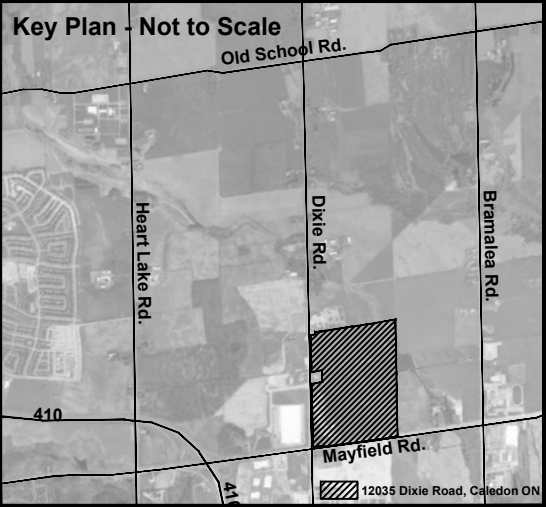 Key Plan - Not to Scale
Old School Rd.
Heart Lake Rd.
Dixie Rd.
Bramalea Rd.
410
Mayfield Rd.
410
12035 Dixie Road, Caledon ON